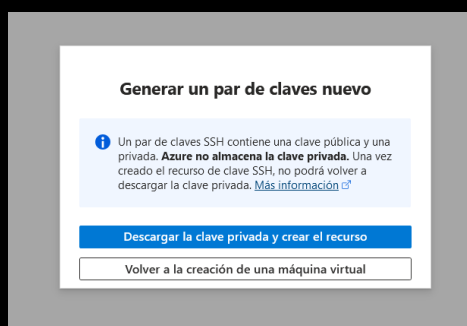 Generar un par de claves nuevo
Un par de claves SSH contiene una clave pública y una
privada. Azure no almacena la clave privada. Una vez
creado el recurso de clave SSH, no podrá volver a
descargar la clave privada. Más información
Descargar la clave privada y crear el recurso
Volver a la creación de una máquina virtual